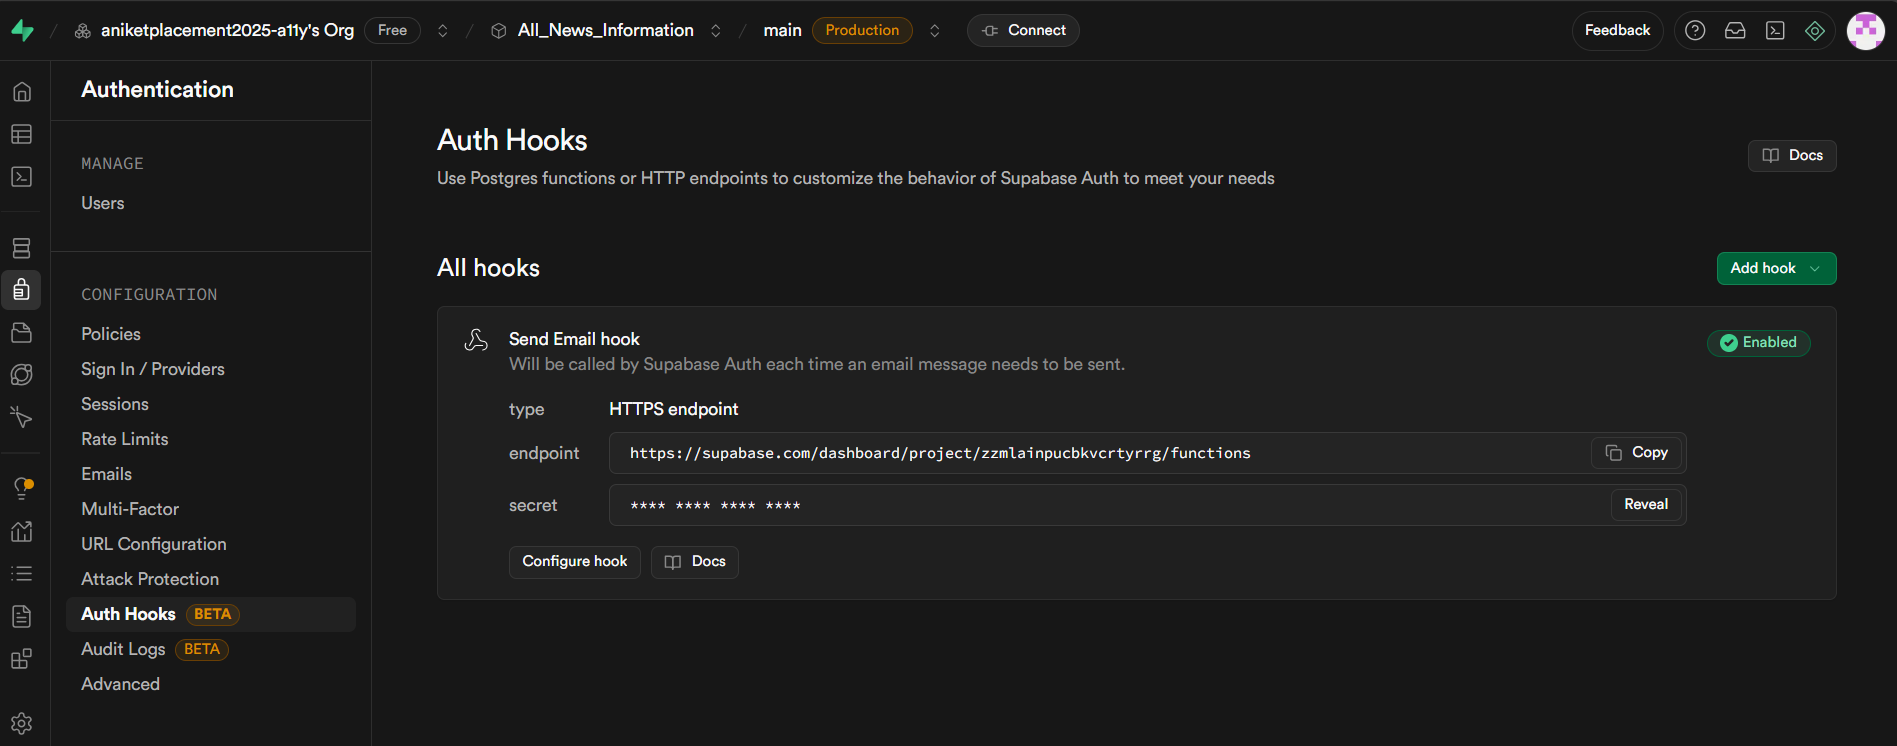 aniketplacement2025-a11y's Org Free All_News_Information main Production Connect Feedback
Authentication
MANAGE
Users
CONFIGURATION
Policies
Sign In / Providers
Sessions
Rate Limits
Emails
Multi-Factor
URL Configuration
Attack Protection
Auth Hooks BETA
Audit Logs BETA
Advanced
Auth Hooks
Use Postgres functions or HTTP endpoints to customize the behavior of Supabase Auth to meet your needs
Docs
All hooks
Add hook
Send Email hook
Will be called by Supabase Auth each time an email message needs to be sent.
Enabled
type HTTPS endpoint
endpoint https://supabase.com/dashboard/project/zzmlainpucbkvcrtyrrg/functions Copy
secret **** **** **** **** Reveal
Configure hook Docs